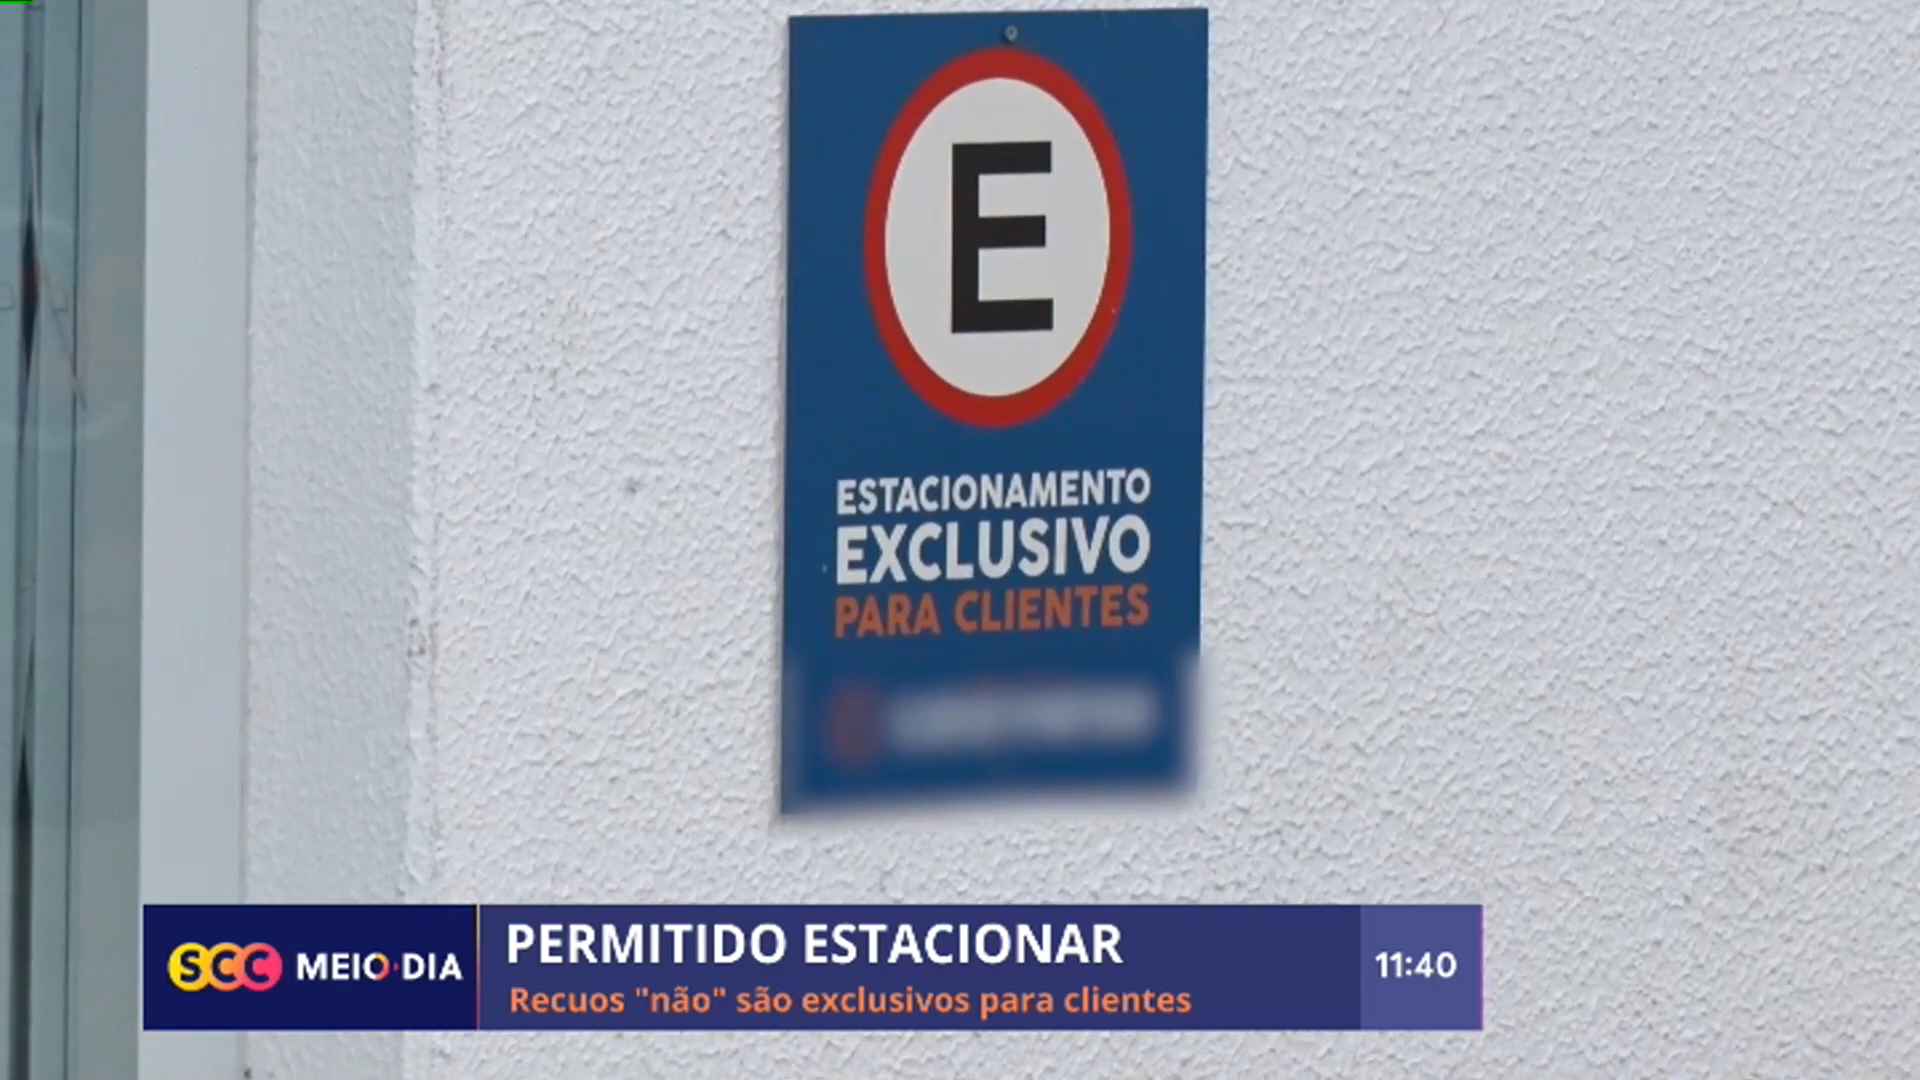 E
ESTACIONAMENTO
EXCLUSIVO
PARA CLIENTES
SCC MEIO-DIA
PERMITIDO ESTACIONAR
Recuos "não" são exclusivos para clientes
11:40